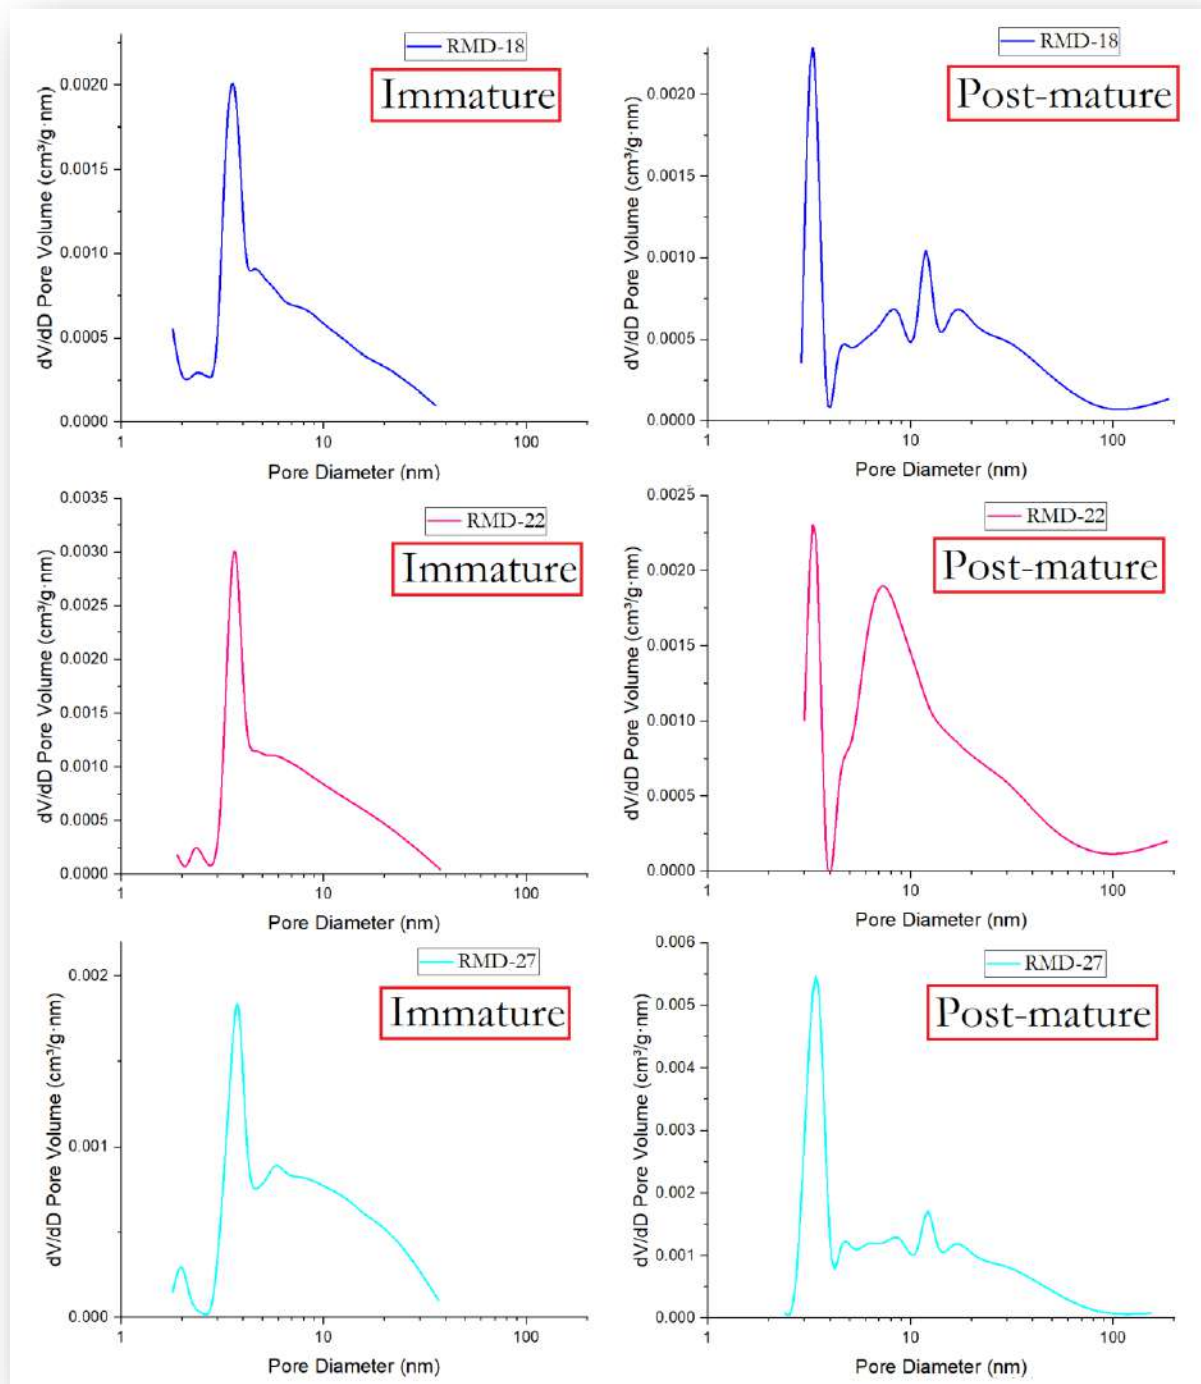 RMD-18
Immature
dV/dD Pore Volume (cm³/g·nm)
0.0020
0.0015
0.0010
0.0005
0.0000
1
10
100
Pore Diameter (nm)
RMD-18
Post-mature
dV/dD Pore Volume (cm³/g·nm)
0.0020
0.0015
0.0010
0.0005
0.0000
1
10
100
Pore Diameter (nm)
RMD-22
Immature
dV/dD Pore Volume (cm³/g·nm)
0.0035
0.0030
0.0025
0.0020
0.0015
0.0010
0.0005
0.0000
1
10
100
Pore Diameter (nm)
RMD-22
Post-mature
dV/dD Pore Volume (cm³/g·nm)
0.0025
0.0020
0.0015
0.0010
0.0005
0.0000
1
10
100
Pore Diameter (nm)
RMD-27
Immature
dV/dD Pore Volume (cm³/g·nm)
0.002
0.001
0.000
1
10
100
Pore Diameter (nm)
RMD-27
Post-mature
dV/dD Pore Volume (cm³/g·nm)
0.006
0.005
0.004
0.003
0.002
0.001
0.000
1
10
100
Pore Diameter (nm)